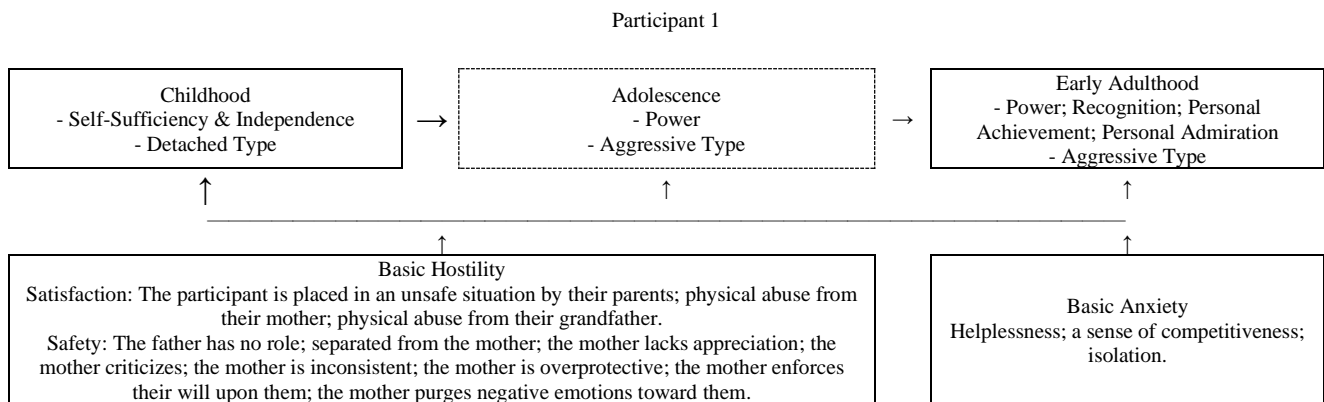 Participant 1
Childhood
- Self-Sufficiency & Independence
- Detached Type
→
Adolescence
- Power
- Aggressive Type
→
Early Adulthood
- Power; Recognition; Personal
Achievement; Personal Admiration
- Aggressive Type
↑
↑
↑
↑
↑
Basic Hostility
Satisfaction: The participant is placed in an unsafe situation by their parents; physical abuse from
their mother; physical abuse from their grandfather.
Safety: The father has no role; separated from the mother; the mother lacks appreciation; the
mother criticizes; the mother is inconsistent; the mother is overprotective; the mother enforces
their will upon them; the mother purges negative emotions toward them.
Basic Anxiety
Helplessness; a sense of competitiveness;
isolation.